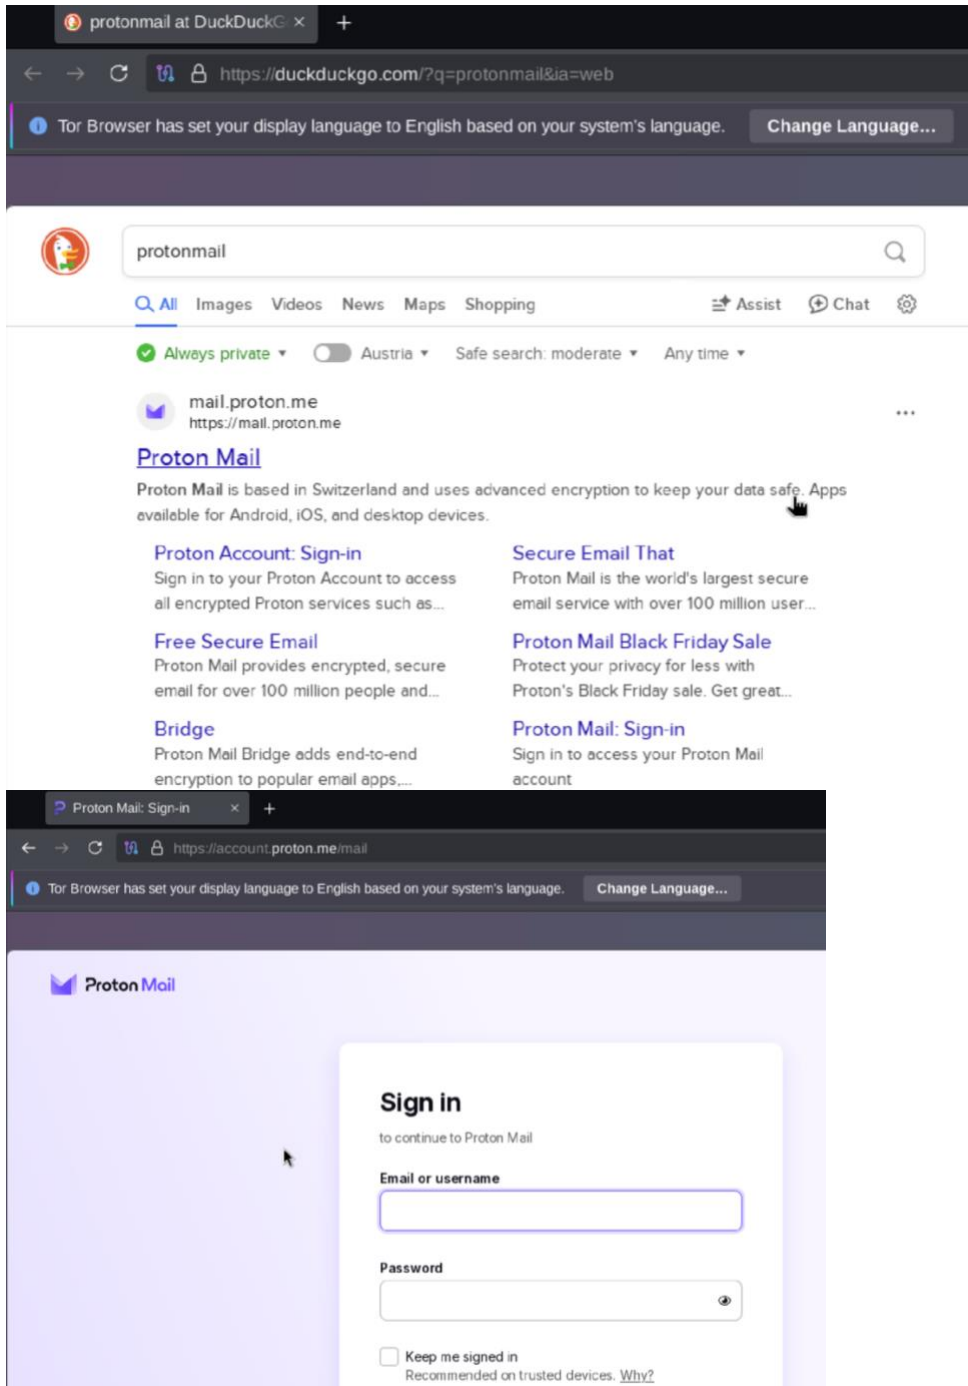 protonmail at DuckDuckG
https://duckduckgo.com/?q=protonmail&ia=web
Tor Browser has set your display language to English based on your system's language. Change Language...
protonmail
All Images Videos News Maps Shopping Assist Chat
Always private Austria Safe search: moderate Any time
mail.proton.me
https://mail.proton.me
Proton Mail
Proton Mail is based in Switzerland and uses advanced encryption to keep your data safe. Apps
available for Android, iOS, and desktop devices.
Proton Account: Sign-in
Sign in to your Proton Account to access
all encrypted Proton services such as...
Secure Email That
Proton Mail is the world's largest secure
email service with over 100 million user...
Free Secure Email
Proton Mail provides encrypted, secure
email for over 100 million people and...
Proton Mail Black Friday Sale
Protect your privacy for less with
Proton's Black Friday sale. Get great...
Bridge
Proton Mail Bridge adds end-to-end
encryption to popular email apps,...
Proton Mail: Sign-in
Sign in to access your Proton Mail
account
Proton Mail: Sign-in
https://account.proton.me/mail
Tor Browser has set your display language to English based on your system's language. Change Language...
Proton Mail
Sign in
to continue to Proton Mail
Email or username
Password
Keep me signed in
Recommended on trusted devices. Why?